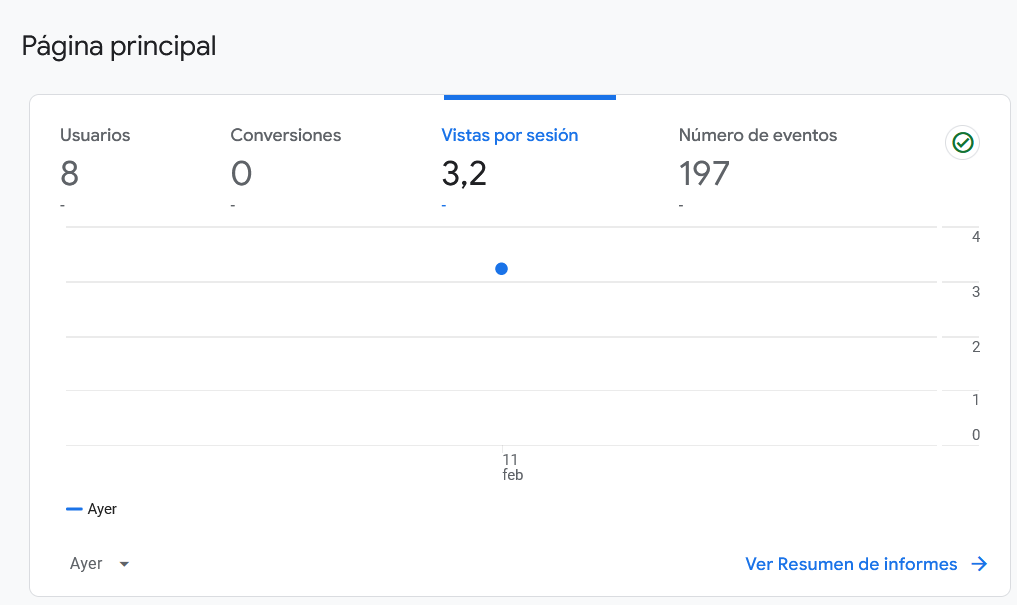 Página principal
Usuarios Conversiones Vistas por sesión Número de eventos
8 0 3,2 197
- - - -
4
3
2
1
0
11
feb
Ayer
Ayer Ver Resumen de informes